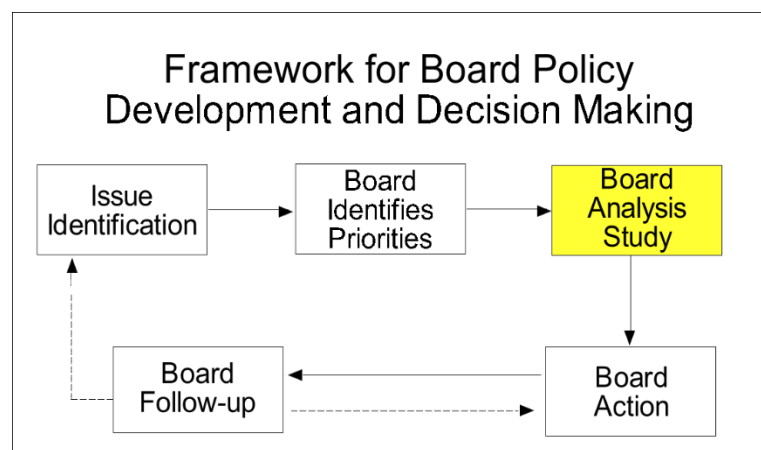 Framework for Board Policy
Development and Decision Making
Issue
Identification
Board
Identifies
Priorities
Board
Analysis
Study
Board
Follow-up
Board
Action